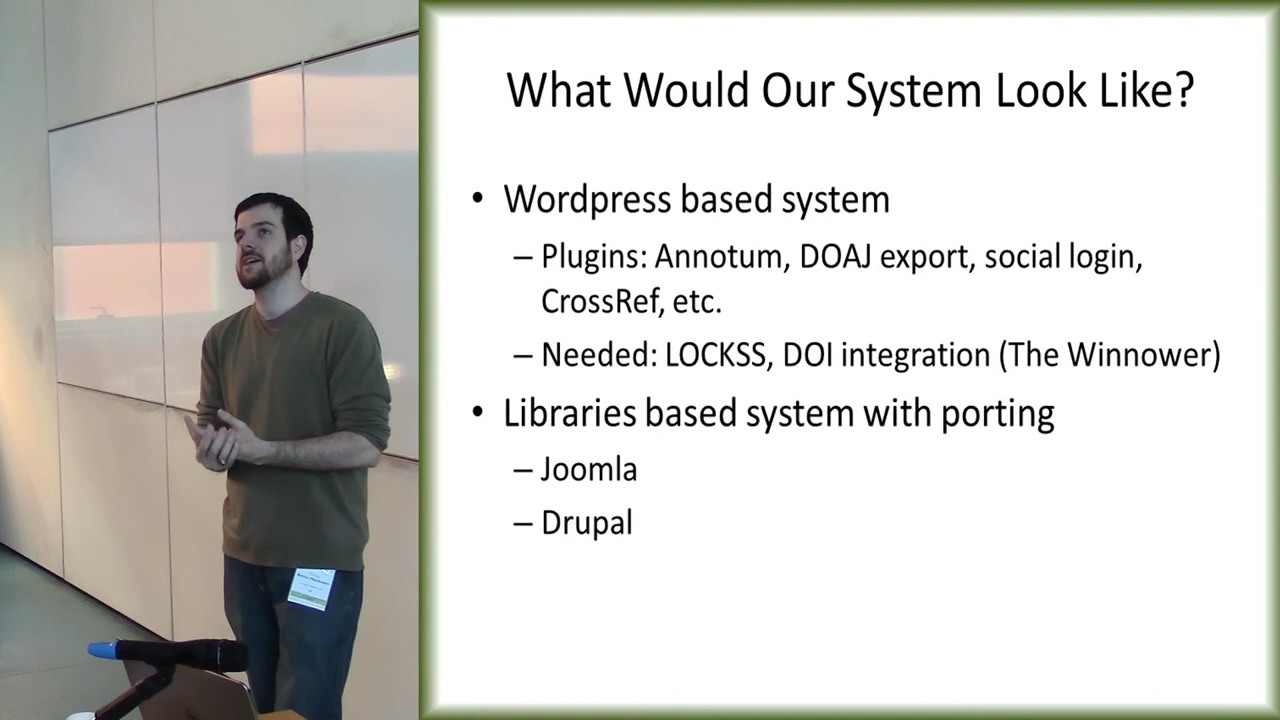 What Would Our System Look Like?
• Wordpress based system
– Plugins: Annotum, DOAJ export, social login,
CrossRef, etc.
– Needed: LOCKSS, DOI integration (The Winnower)
• Libraries based system with porting
– Joomla
– Drupal